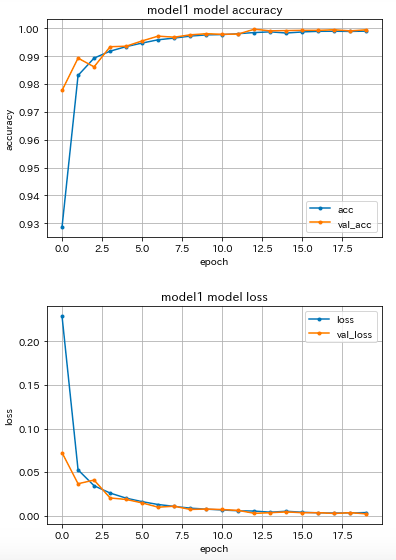 model1 model accuracy
1.00
0.99
0.98
0.97
0.96
0.95
0.94
0.93
accuracy
acc
val_acc
0.0 2.5 5.0 7.5 10.0 12.5 15.0 17.5
epoch
model1 model loss
loss
val_loss
0.20
0.15
0.10
0.05
0.00
loss
0.0 2.5 5.0 7.5 10.0 12.5 15.0 17.5
epoch